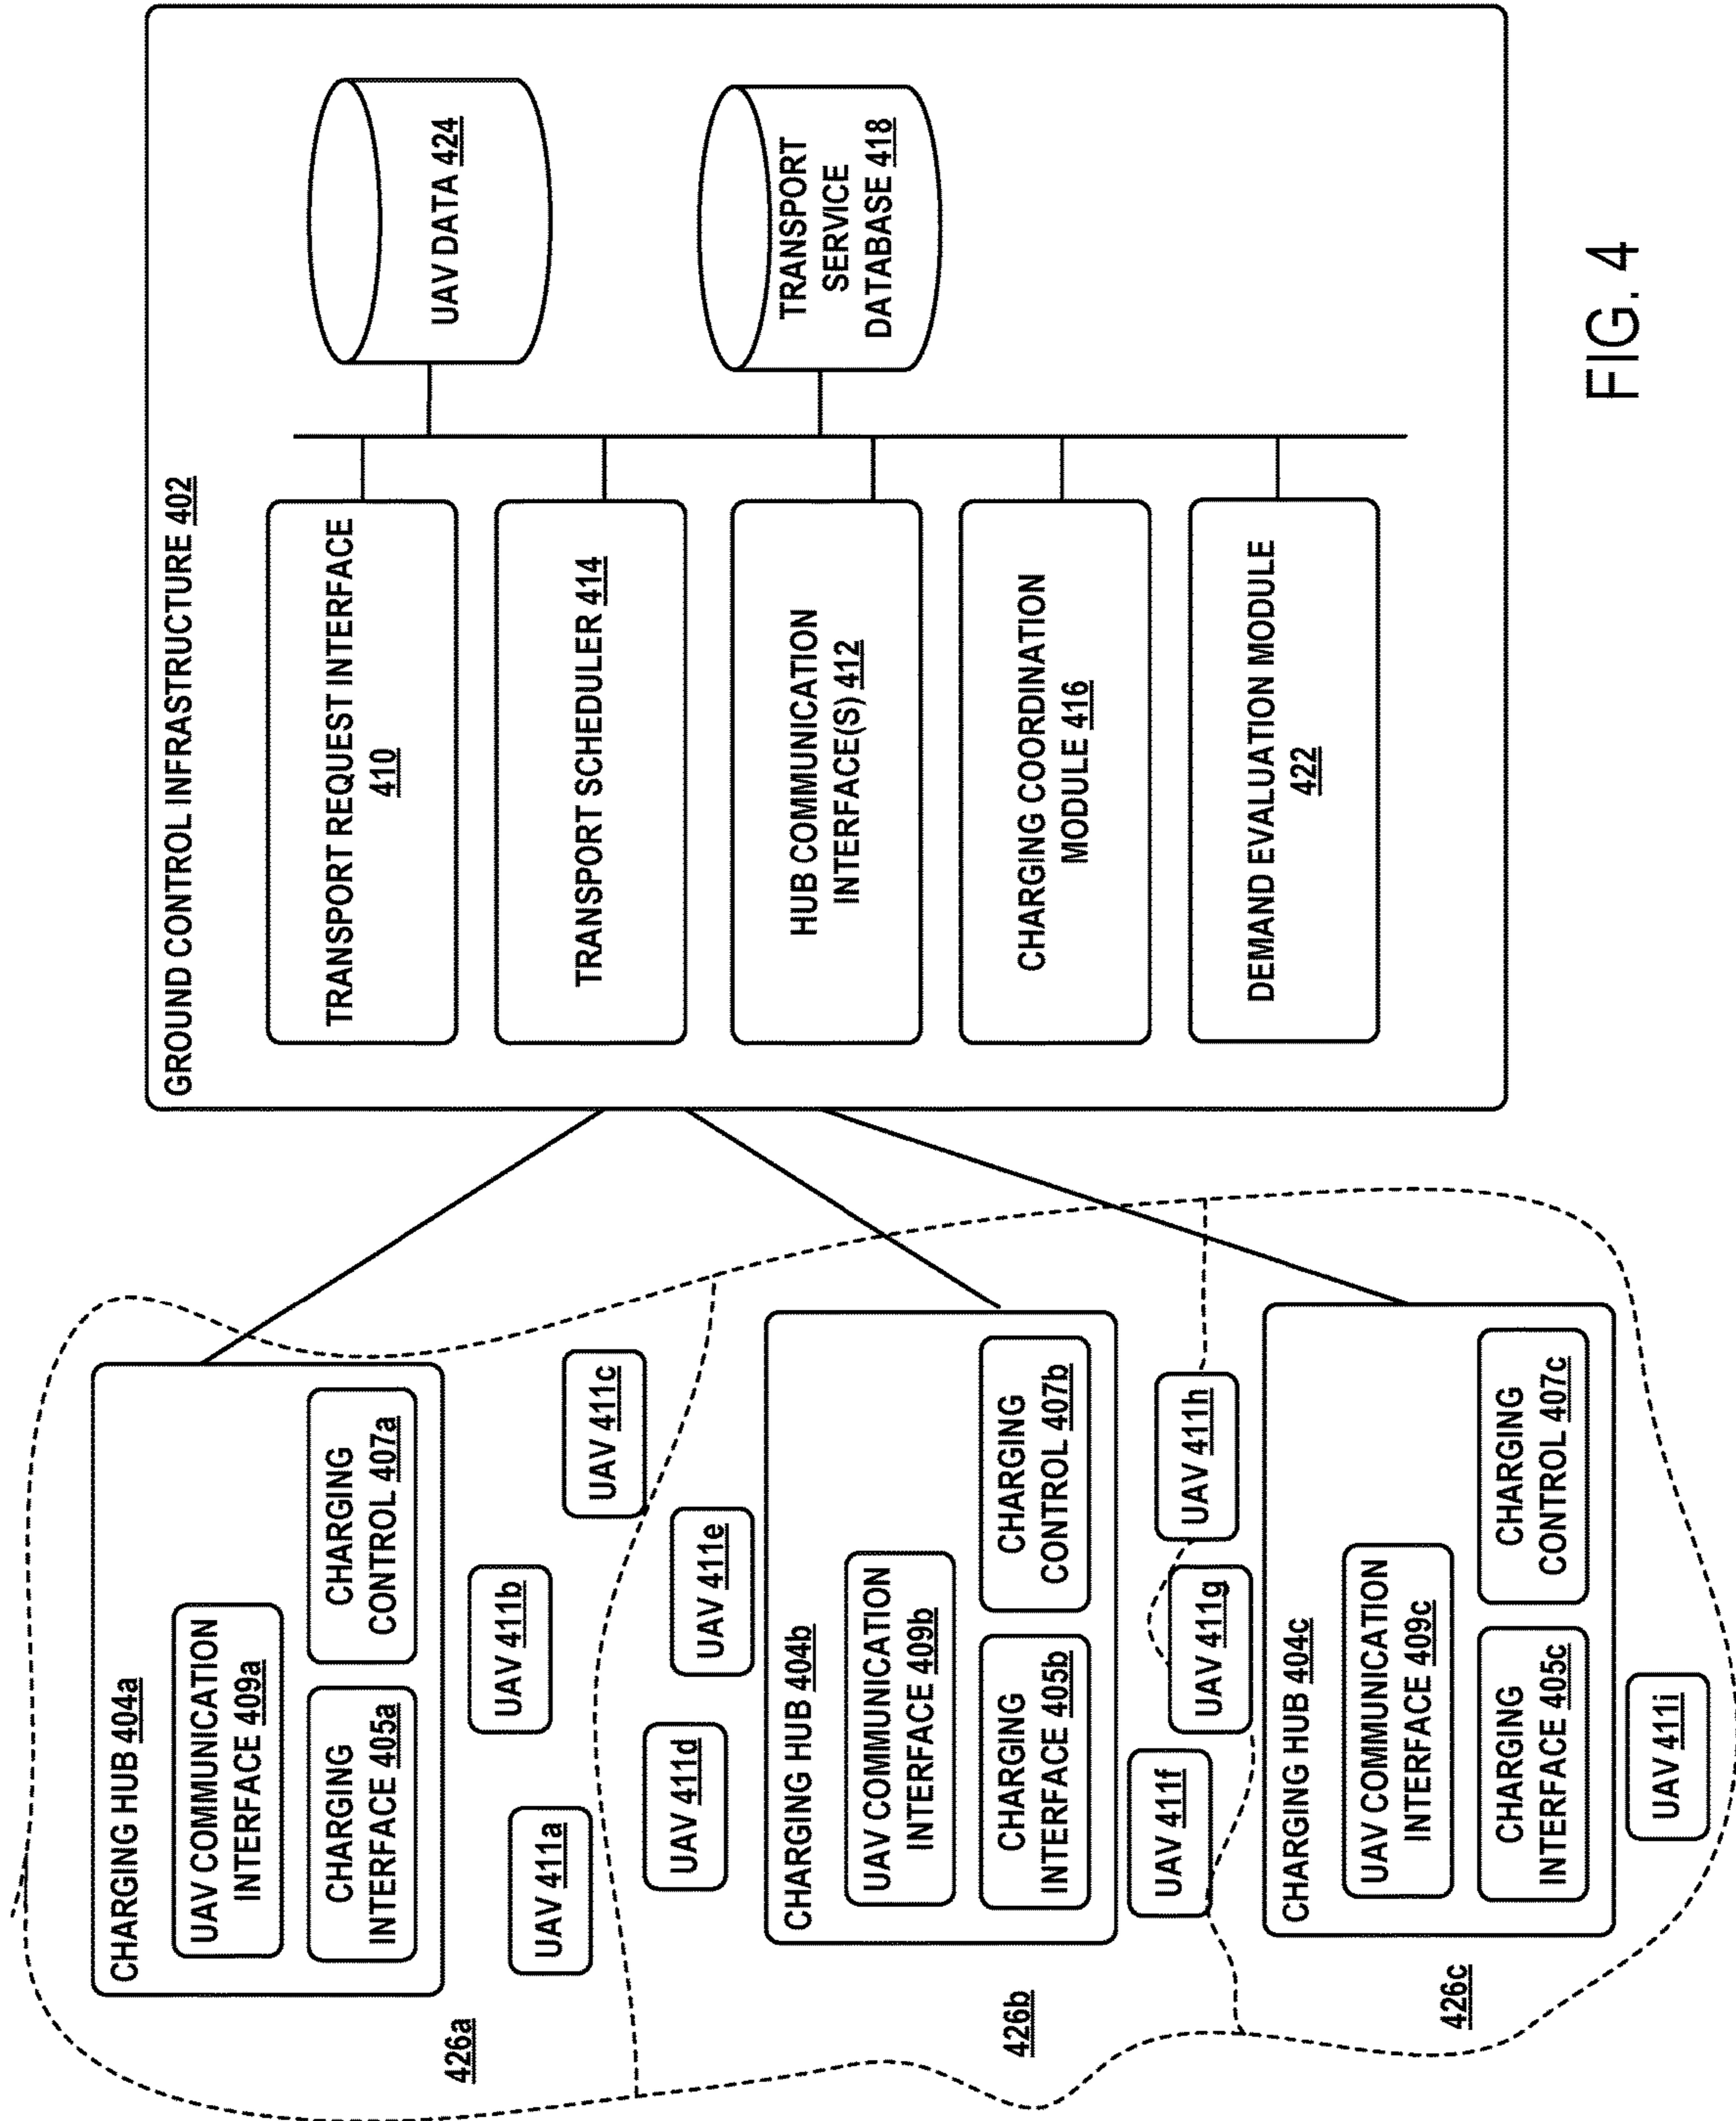 GROUND CONTROL INFRASTRUCTURE 402
TRANSPORT REQUEST INTERFACE
410
TRANSPORT SCHEDULER 414
HUB COMMUNICATION
INTERFACE(S) 412
CHARGING COORDINATION
MODULE 416
DEMAND EVALUATION MODULE
422
UAV DATA 424
TRANSPORT
SERVICE
DATABASE 418
CHARGING HUB 404a
UAV COMMUNICATION
INTERFACE 409a
CHARGING
INTERFACE 405a
CHARGING
CONTROL 407a
426a
UAV 411a
UAV 411b
UAV 411c
UAV 411d
UAV 411e
CHARGING HUB 404b
UAV COMMUNICATION
INTERFACE 409b
CHARGING
INTERFACE 405b
CHARGING
CONTROL 407b
426b
UAV 411f
UAV 411g
UAV 411h
CHARGING HUB 404c
UAV COMMUNICATION
INTERFACE 409c
CHARGING
INTERFACE 405c
CHARGING
CONTROL 407c
426c
UAV 411i
FIG. 4